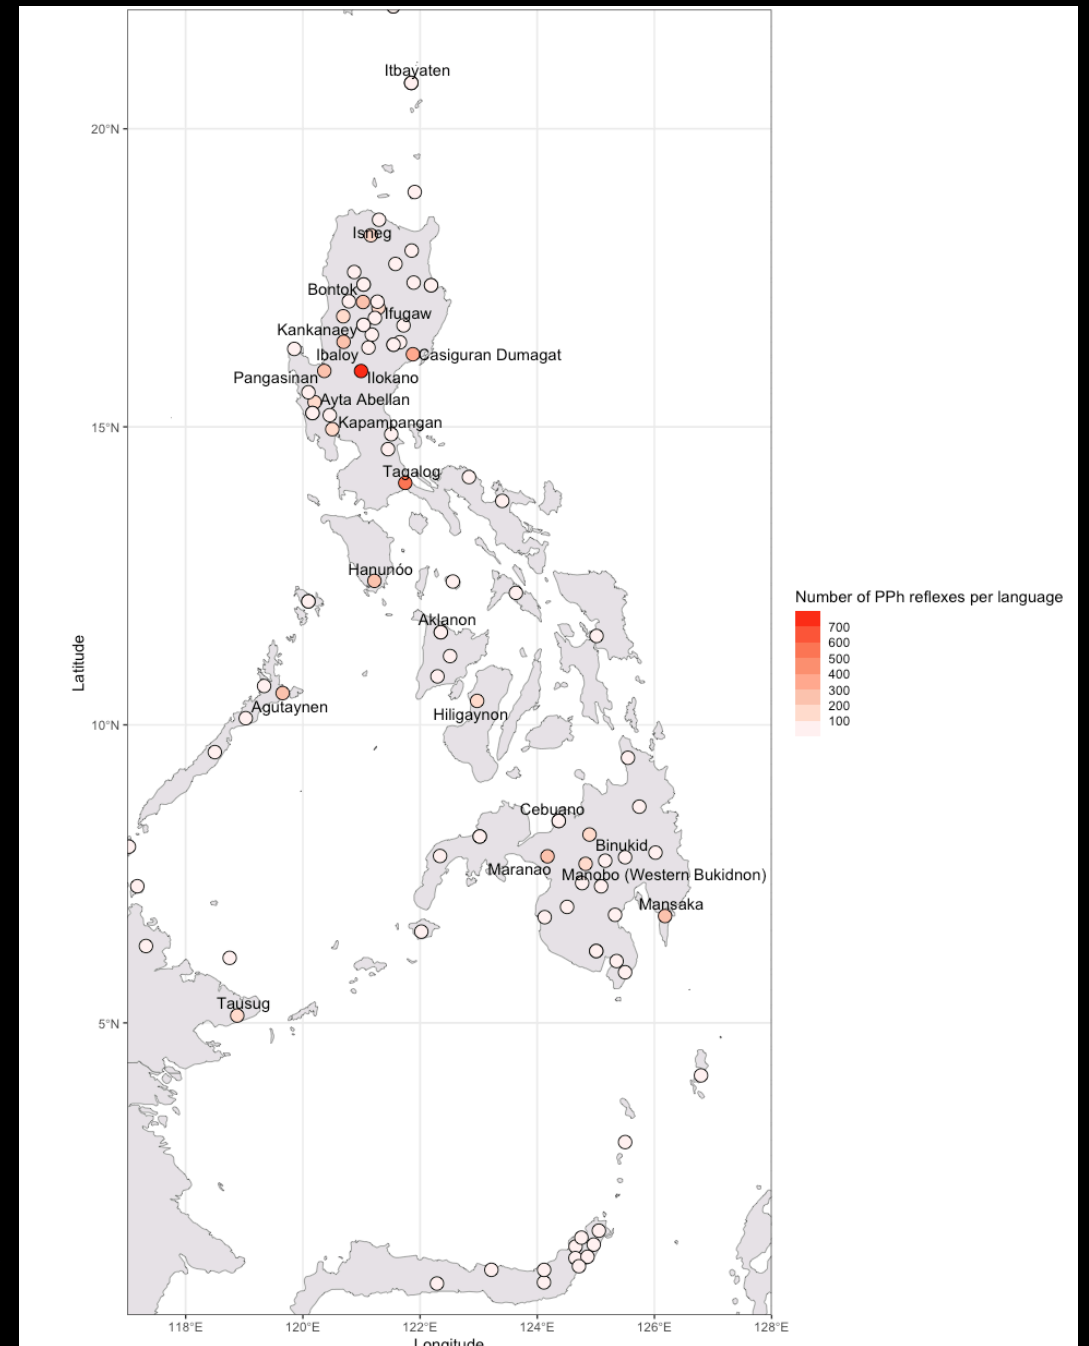 Itbayaten
20°N
Isneg
Bontok
Ifugaw
Kankanaey
Ibaloy
Casiguran Dumagat
Pangasinan
Ilokano
Ayta Abellan
Kapampangan
15°N
Tagalog
Hanunóo
Aklanon
Agutaynen
Hiligaynon
10°N
Cebuano
Binukid
Maranao
Manobo (Western Bukidnon)
Mansaka
Tausug
5°N
Latitude
118°E
120°E
122°E
124°E
126°E
128°E
Longitude
Number of PPh reflexes per language
700
600
500
400
300
200
100